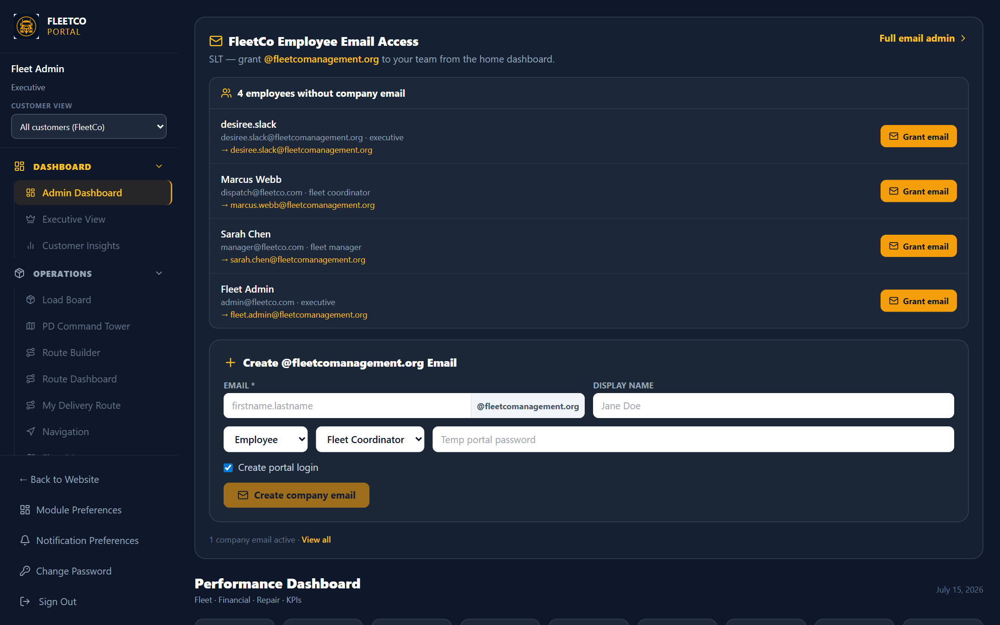 FLEETCO
PORTAL
Fleet Admin
Executive
CUSTOMER VIEW
All customers (FleetCo)
DASHBOARD
Admin Dashboard
Executive View
Customer Insights
OPERATIONS
Load Board
PD Command Tower
Route Builder
Route Dashboard
My Delivery Route
Navigation
← Back to Website
Module Preferences
Notification Preferences
Change Password
Sign Out
FleetCo Employee Email Access
Full email admin
SLT — grant @fleetcomanagement.org to your team from the home dashboard.
4 employees without company email
desiree.slack
desiree.slack@fleetcomanagement.org · executive
→ desiree.slack@fleetcomanagement.org
Grant email
Marcus Webb
dispatch@fleetco.com · fleet coordinator
→ marcus.webb@fleetcomanagement.org
Grant email
Sarah Chen
manager@fleetco.com · fleet manager
→ sarah.chen@fleetcomanagement.org
Grant email
Fleet Admin
admin@fleetco.com · executive
→ fleet.admin@fleetcomanagement.org
Grant email
Create @fleetcomanagement.org Email
EMAIL *
DISPLAY NAME
firstname.lastname
@fleetcomanagement.org
Jane Doe
Employee
Fleet Coordinator
Temp portal password
Create portal login
Create company email
1 company email active · View all
Performance Dashboard
July 15, 2026
Fleet · Financial · Repair · KPIs